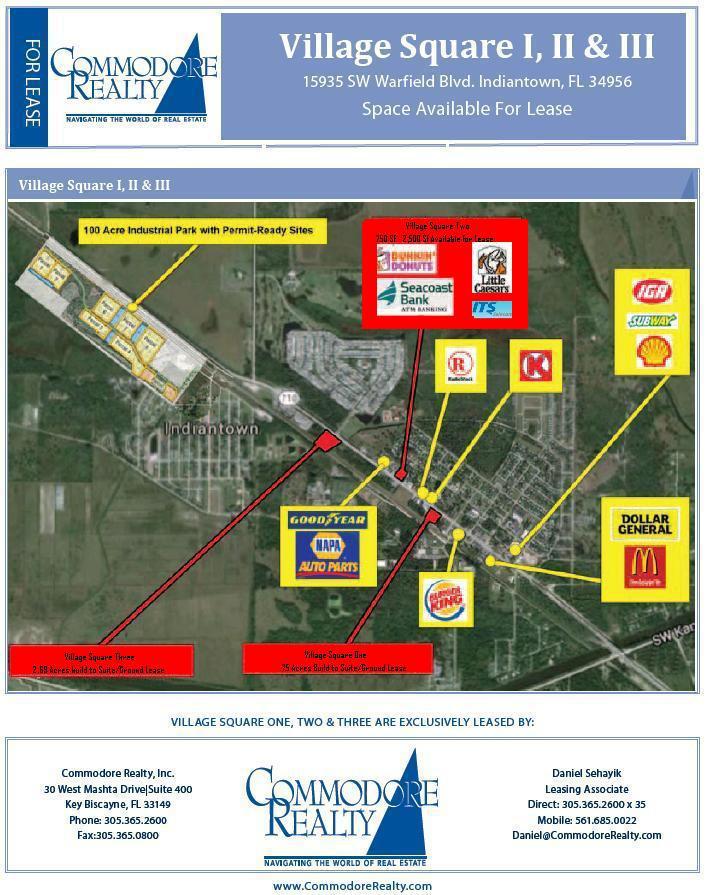 FOR LEASE
COMMODORE
REALTY
NAVIGATING THE WORLD OF REAL ESTATE
Village Square I, II & III
15935 SW Warfield Blvd. Indiantown, FL 34956
Space Available For Lease
Village Square I, II & III
100 Acre Industrial Park with Permit-Ready Sites
Village Square Two
750 SF - 2,500 Sf Available for Lease
DUNKIN'
DONUTS
Little
Caesars
Seacoast
Bank
ATM BANKING
ITS
IGA
SUBWAY
R
RadioShack
K
710
Indiantown
GOODYEAR
NAPA
AUTO PARTS
DOLLAR
GENERAL
M
BURGER
KING
SW Kan
Village Square Three
2.69 Acres Build to Suite/Ground Lease
Village Square One
.75 Acres Build to Suite/Ground Lease
VILLAGE SQUARE ONE, TWO & THREE ARE EXCLUSIVELY LEASED BY:
Commodore Realty, Inc.
30 West Mashta Drive|Suite 400
Key Biscayne, FL 33149
Phone: 305.365.2600
Fax:305.365.0800
COMMODORE
REALTY
NAVIGATING THE WORLD OF REAL ESTATE
Daniel Sehayik
Leasing Associate
Direct: 305.365.2600 x 35
Mobile: 561.685.0022
Daniel@CommodoreRealty.com
www.CommodoreRealty.com